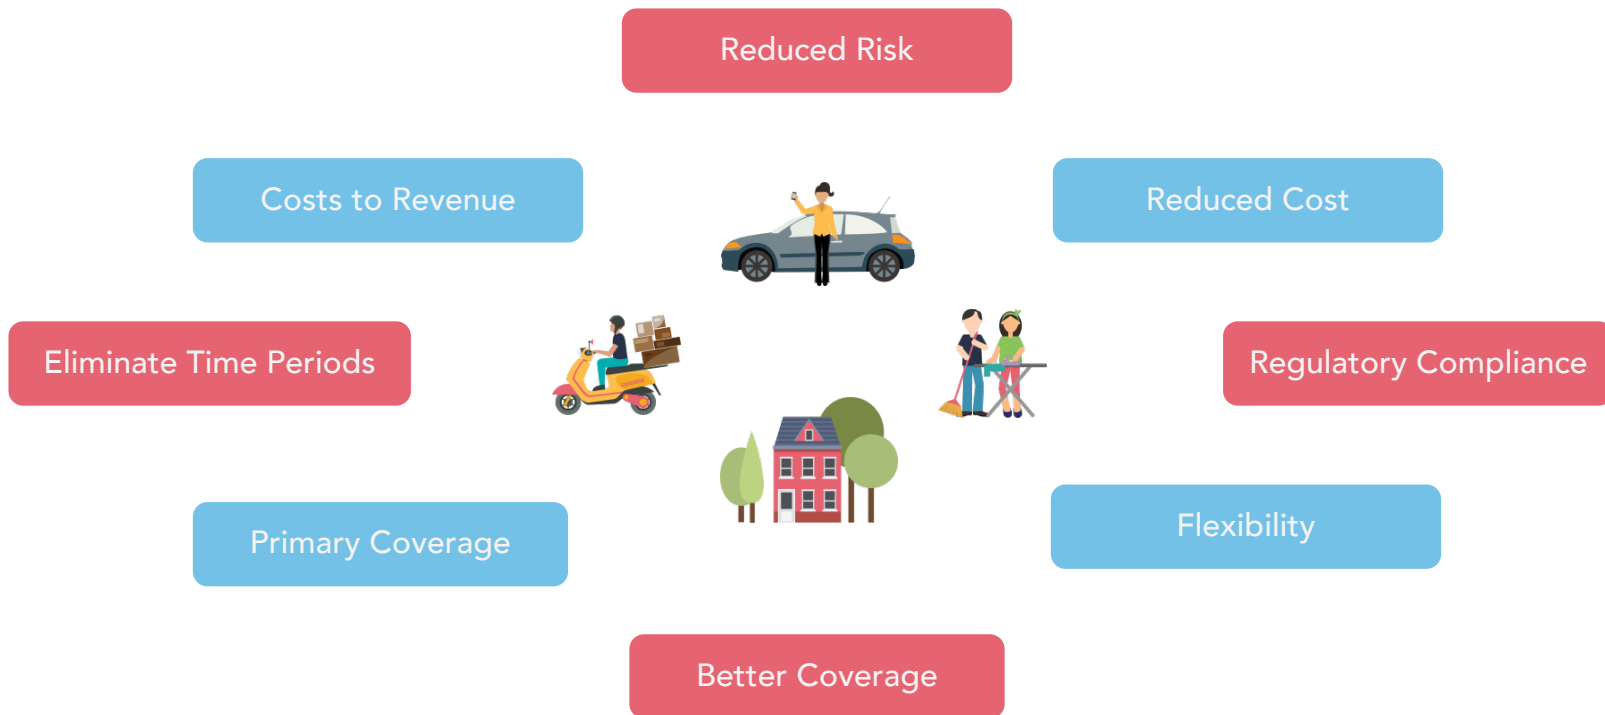 Reduced Risk
Costs to Revenue
Reduced Cost
Eliminate Time Periods
Regulatory Compliance
Primary Coverage
Flexibility
Better Coverage